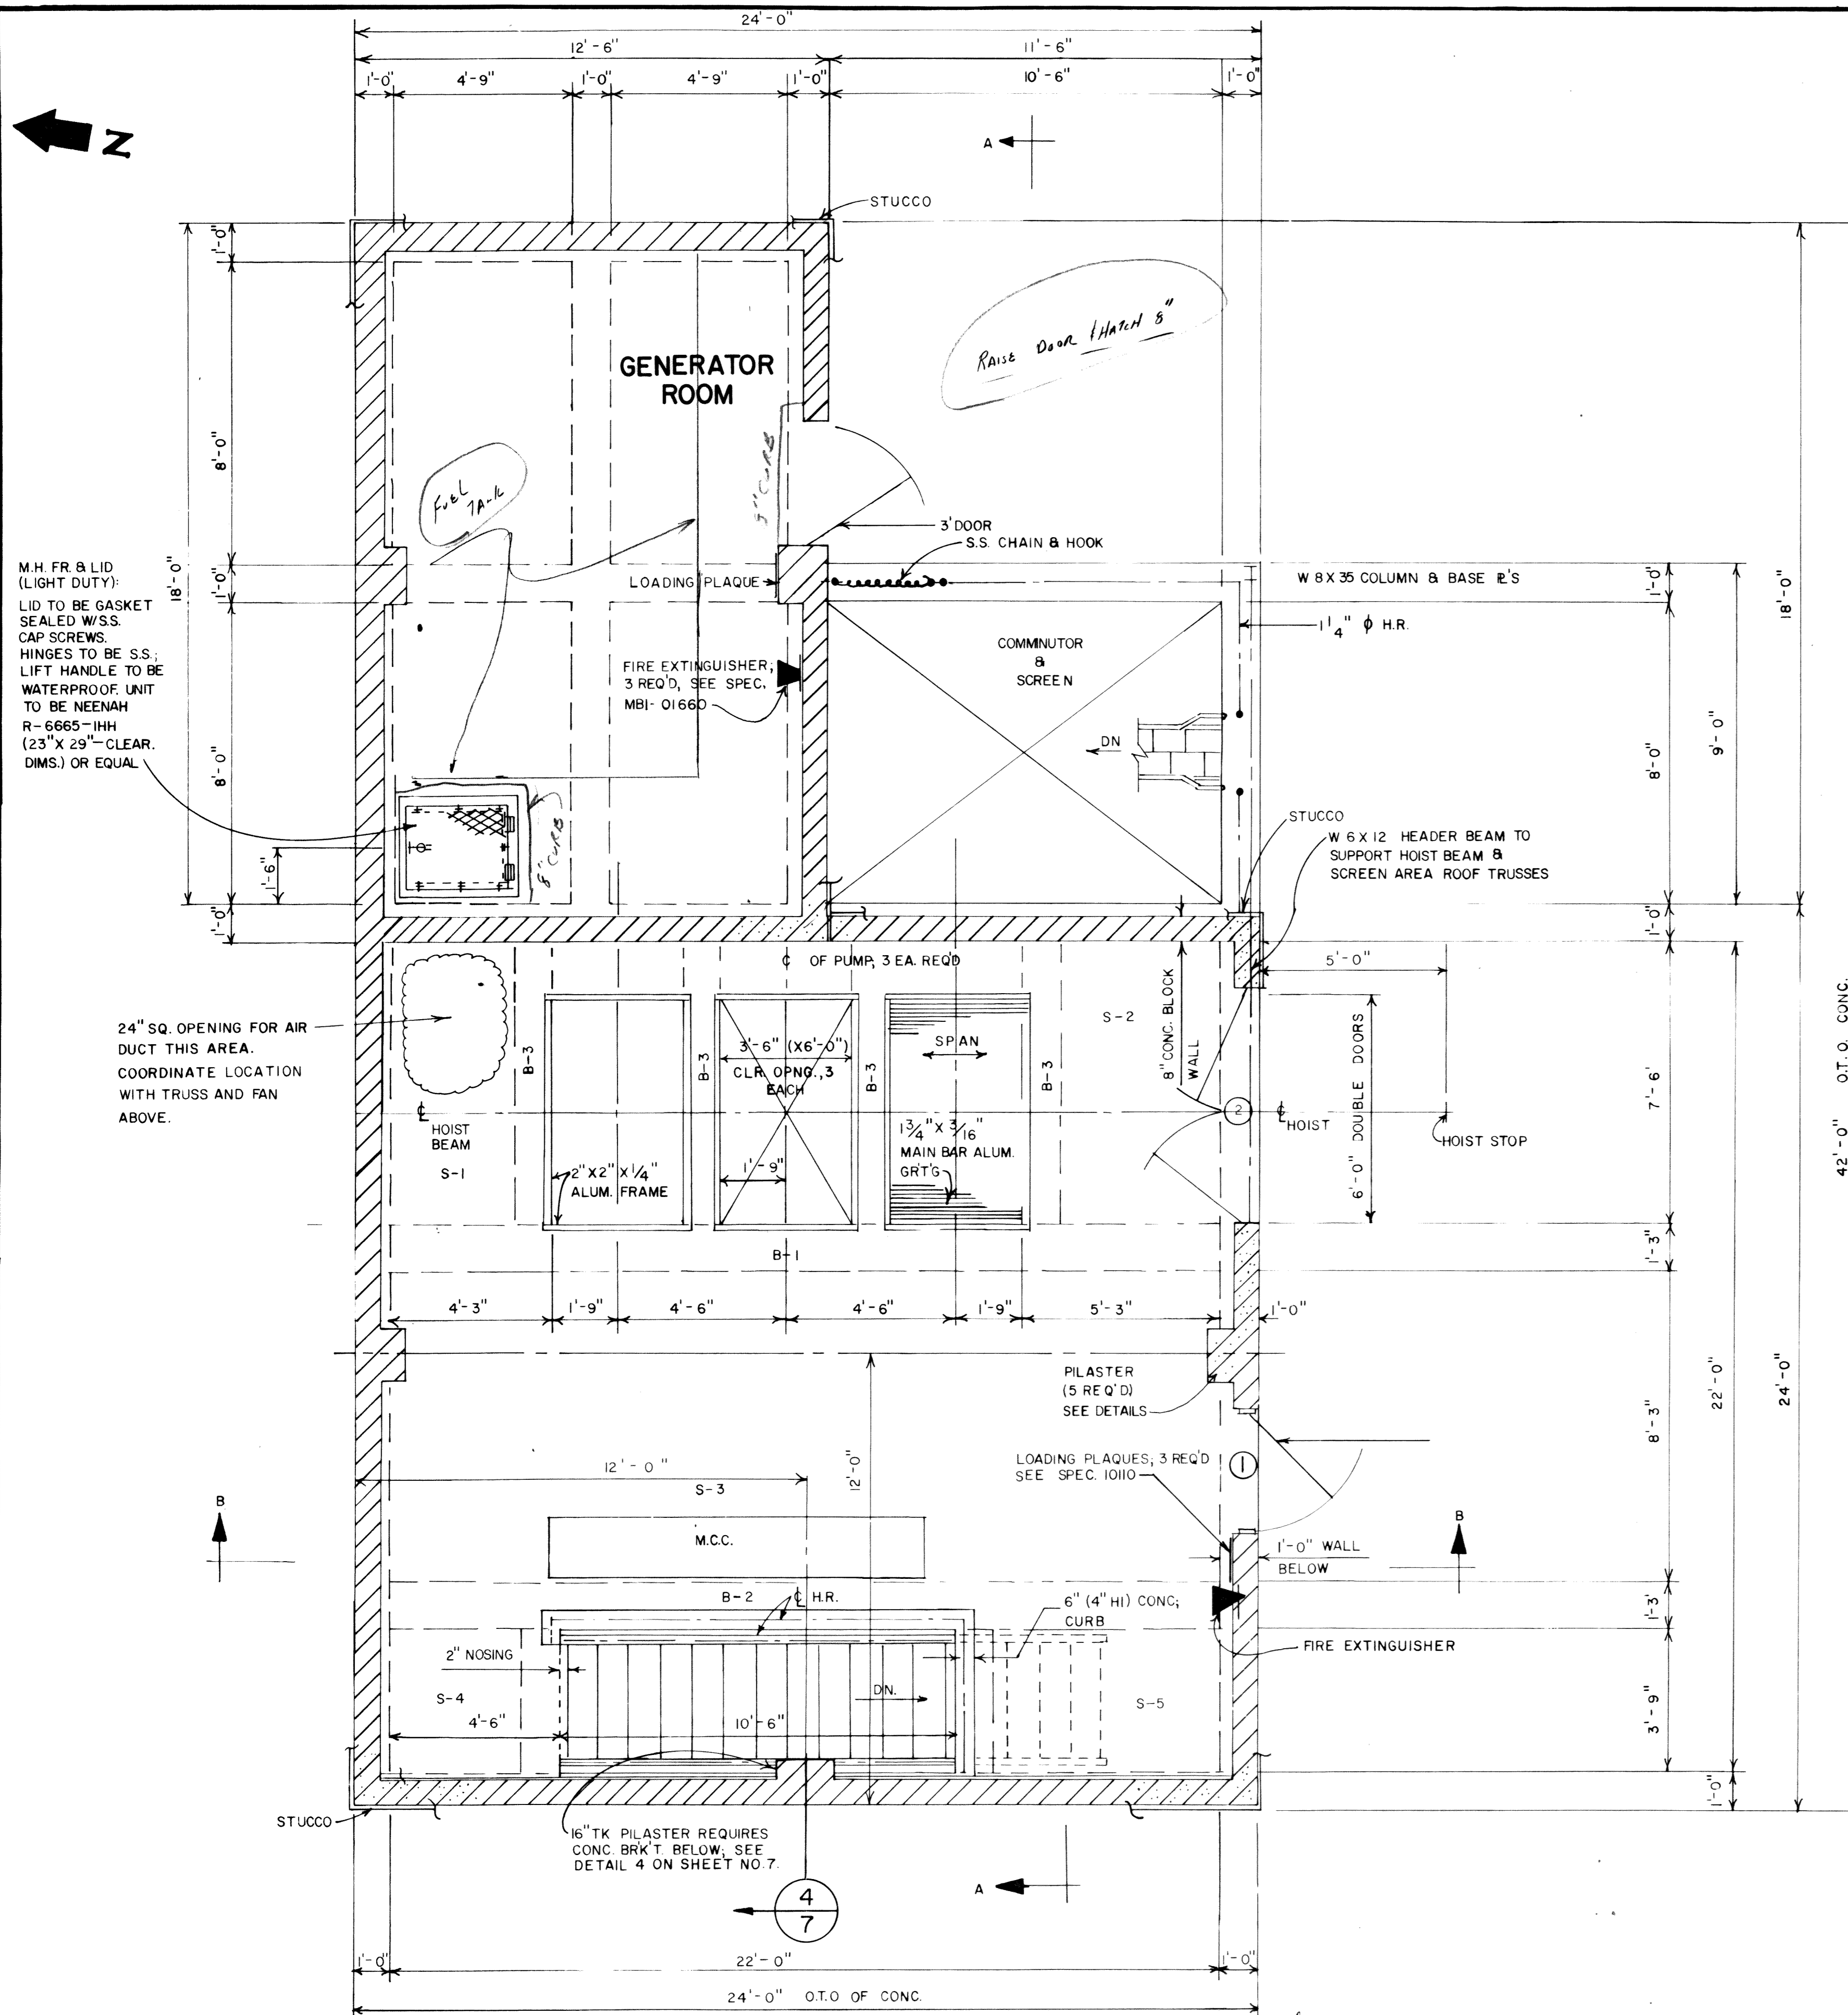 24'-0"
12'-6"
11'-6"
1'-0"
4'-9"
1'-0"
4'-9"
1'-0"
10'-6"
1'-0"
N
A
STUCCO
1'-0"
RAISE DOOR & HATCH 8"
GENERATOR
ROOM
8'-0"
18'-0"
FUEL
TANK
8" CURB
3' DOOR
S.S. CHAIN & HOOK
M.H. FR. & LID
(LIGHT DUTY):
LID TO BE GASKET
SEALED W/S.S.
CAP SCREWS.
HINGES TO BE S.S.;
LIFT HANDLE TO BE
WATERPROOF. UNIT
TO BE NEENAH
R-6665-1HH
(23" X 29"-CLEAR.
DIMS.) OR EQUAL
1'-0"
LOADING PLAQUE
W 8 X 35 COLUMN & BASE PL'S
1'-0"
18'-0"
1 1/4" ϕ H.R.
COMMINUTOR
&
SCREEN
FIRE EXTINGUISHER;
3 REQ'D, SEE SPEC.
MBI-01660
8'-0"
DN
8'-0"
9'-0"
1'-6"
8" CURB
STUCCO
W 6 X 12 HEADER BEAM TO
SUPPORT HOIST BEAM &
SCREEN AREA ROOF TRUSSES
1'-0"
1'-0"
℄ OF PUMP, 3 EA. REQ'D
5'-0"
24" SQ. OPENING FOR AIR
DUCT THIS AREA.
COORDINATE LOCATION
WITH TRUSS AND FAN
ABOVE.
B-3
B-3
B-3
B-3
3'-6" (X6'-0")
CLR. OPNG., 3
EACH
SPAN
S-2
8" CONC. BLOCK
WALL
6'-0" DOUBLE DOORS
7'-6"
42'-0" O.T.O. CONC.
℄
HOIST
BEAM
S-1
2
℄
HOIST
HOIST STOP
1 3/4" X 3/16"
MAIN BAR ALUM.
GRT'G
2" X 2" X 1/4"
ALUM. FRAME
1'-9"
B-1
1'-3"
4'-3"
1'-9"
4'-6"
4'-6"
1'-9"
5'-3"
1'-0"
PILASTER
(5 REQ'D)
SEE DETAILS
8'-3"
22'-0"
24'-0"
12'-0"
12'-0"
S-3
LOADING PLAQUES; 3 REQ'D
SEE SPEC. 10110
1
B
M.C.C.
B
1'-0" WALL
BELOW
B-2
℄ H.R.
6" (4" HI) CONC;
CURB
1'-3"
FIRE EXTINGUISHER
2" NOSING
S-4
DN.
S-5
4'-6"
10'-6"
3'-9"
STUCCO
1'-0"
16" TK PILASTER REQUIRES
CONC. BRK'T. BELOW; SEE
DETAIL 4 ON SHEET NO. 7.
A
4
7
1'-0"
22'-0"
1'-0"
24'-0" O.T.O OF CONC.